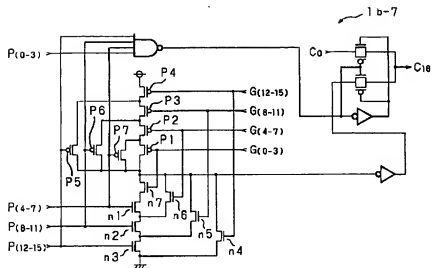 1b-7
P(0-3)
P4
G(12-15)
P3
G(8-11)
P2
G(4-7)
P1
G(0-3)
P6
P7
P5
C0
C16
n7
n6
n5
n4
P(4-7)
n1
P(8-11)
n2
P(12-15)
n3